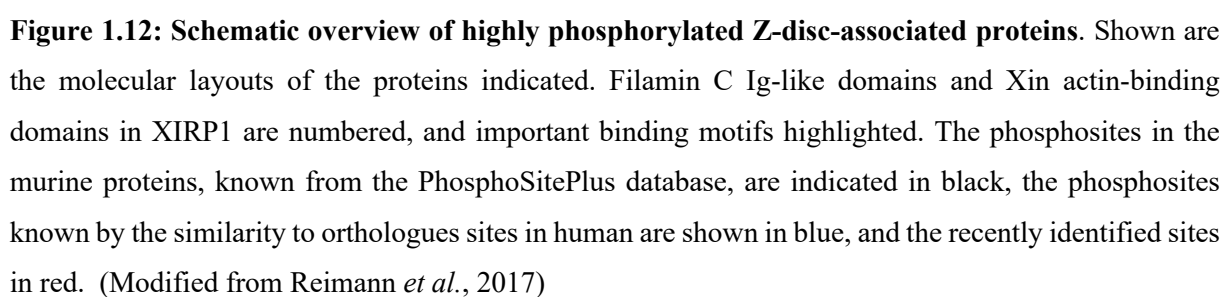 Figure 1.12: Schematic overview of highly phosphorylated Z-disc-associated proteins. Shown are
the molecular layouts of the proteins indicated. Filamin C Ig-like domains and Xin actin-binding
domains in XIRP1 are numbered, and important binding motifs highlighted. The phosphosites in the
murine proteins, known from the PhosphoSitePlus database, are indicated in black, the phosphosites
known by the similarity to orthologues sites in human are shown in blue, and the recently identified sites
in red. (Modified from Reimann et al., 2017)